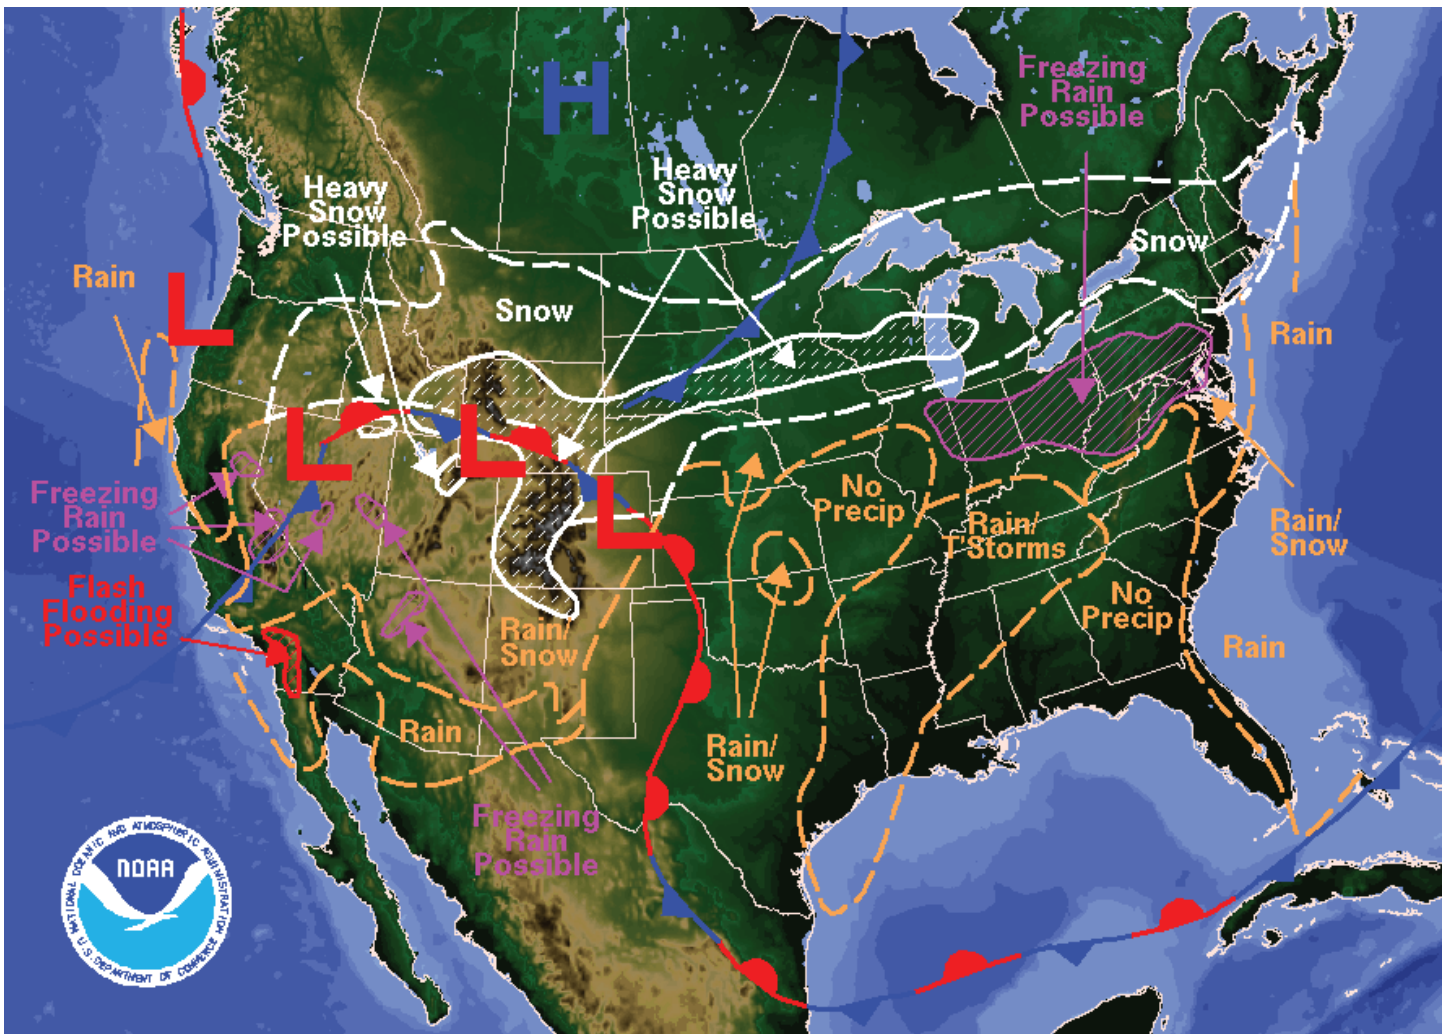 Freezing
Rain
Possible
H
Heavy
Snow
Possible
Heavy
Snow
Possible
Snow
Rain
L
Snow
Rain
L
L
L
Freezing
Rain
Possible
No
Precip
Rain/
T'Storms
Rain/
Snow
Flash
Flooding
Possible
No
Precip
Rain/
Snow
Rain
Rain
Rain/
Snow
Freezing
Rain
Possible
NATIONAL OCEANIC AND ATMOSPHERIC ADMINISTRATION
NOAA
U.S. DEPARTMENT OF COMMERCE